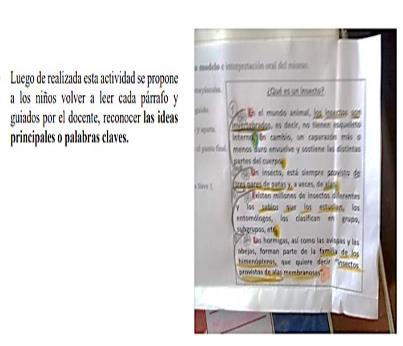 Luego de realizada esta actividad se propone
a los niños volver a leer cada párrafo y
guiados por el docente, reconocer las ideas
principales o palabras claves.
modelo e interpretación oral del mismo.
¿Qué es un insecto?
En el mundo animal, los insectos son
invertebrados, es decir, no tienen esqueleto
interno. En cambio, un caparazón más o
menos duro envuelve y sostiene las distintas
partes del cuerpo.
Un insecto, está siempre provisto de
tres pares de patas y, a veces, de alas.
Existen millones de insectos diferentes
y los sabios que los estudian, los
entomólogos, los clasifican en grupo,
subgrupos, etc.
Las hormigas, así como las avispas y las
abejas, forman parte de la familia de los
himenópteros, que quiere decir "insectos
provistos de alas membranosas".